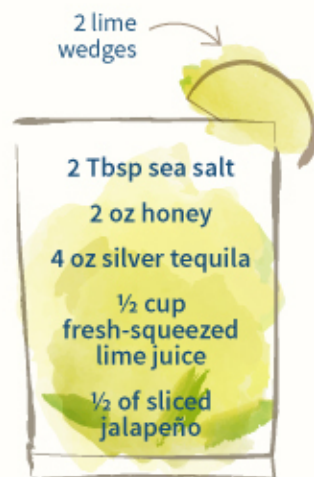 2 lime
wedges
2 Tbsp sea salt
2 oz honey
4 oz silver tequila
½ cup
fresh-squeezed
lime juice
½ of sliced
jalapeño